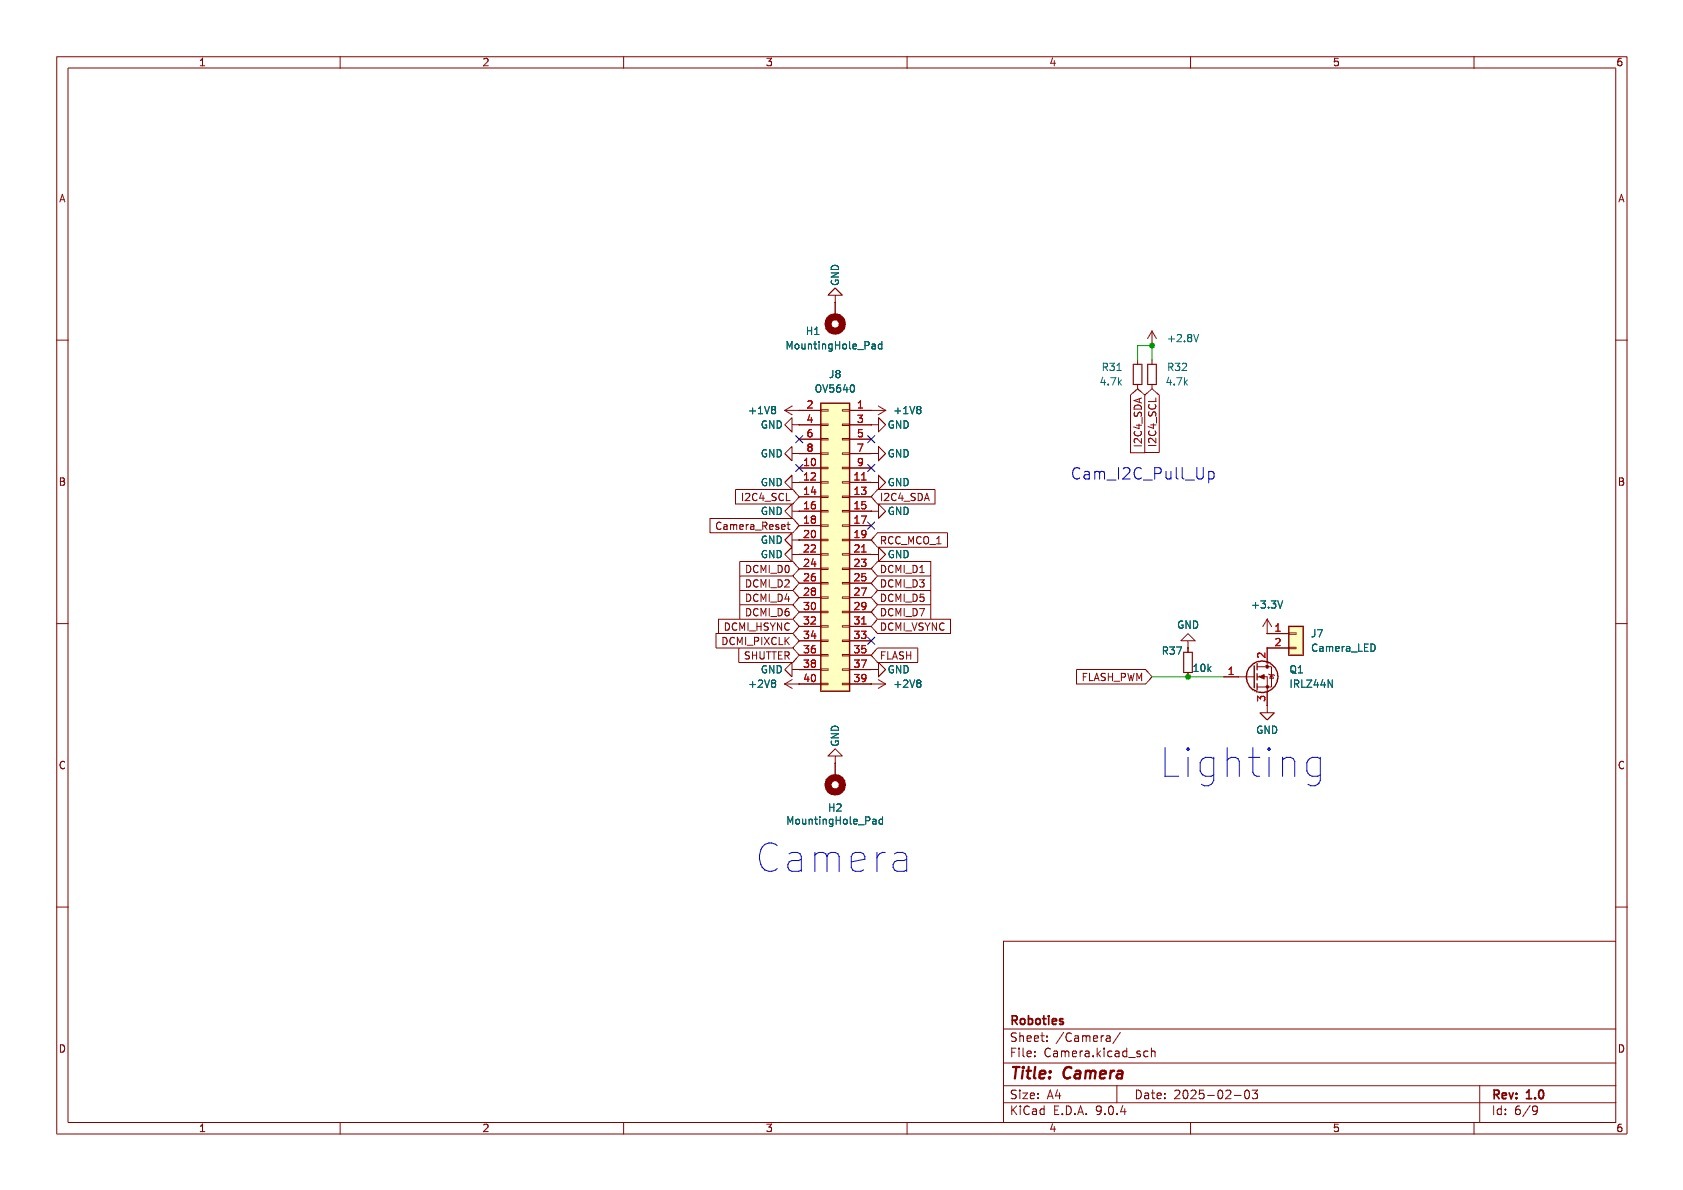 1 2 3 4 5 6
A A
GND
H1
MountingHole_Pad
+2.8V
R31 R32
4.7k 4.7k
I2C4_SDA
I2C4_SCL
Cam_I2C_Pull_Up
J8
OV5640
+1V8 2 1 +1V8
GND 4 3 GND
6 5
GND 8 7 GND
10 9
GND 12 11 GND
B B
I2C4_SCL 14 13 I2C4_SDA
GND 16 15 GND
Camera_Reset 18 17
GND 20 19 RCC_MCO_1
GND 22 21 GND
DCMI_D0 24 23 DCMI_D1
DCMI_D2 26 25 DCMI_D3
DCMI_D4 28 27 DCMI_D5
DCMI_D6 30 29 DCMI_D7
DCMI_HSYNC 32 31 DCMI_VSYNC
DCMI_PIXCLK 34 33
SHUTTER 36 35 FLASH
GND 38 37 GND
+2V8 40 39 +2V8
+3.3V
GND
1 J7
2 Camera_LED
R37
10k
FLASH_PWM
1
2
3
Q1
IRLZ44N
GND
Lighting
GND
H2
MountingHole_Pad
C C
Camera
Roboties
Sheet: /Camera/
File: Camera.kicad_sch
D D
Title: Camera
Size: A4 Date: 2025-02-03 Rev: 1.0
KiCad E.D.A. 9.0.4 Id: 6/9
1 2 3 4 5 6